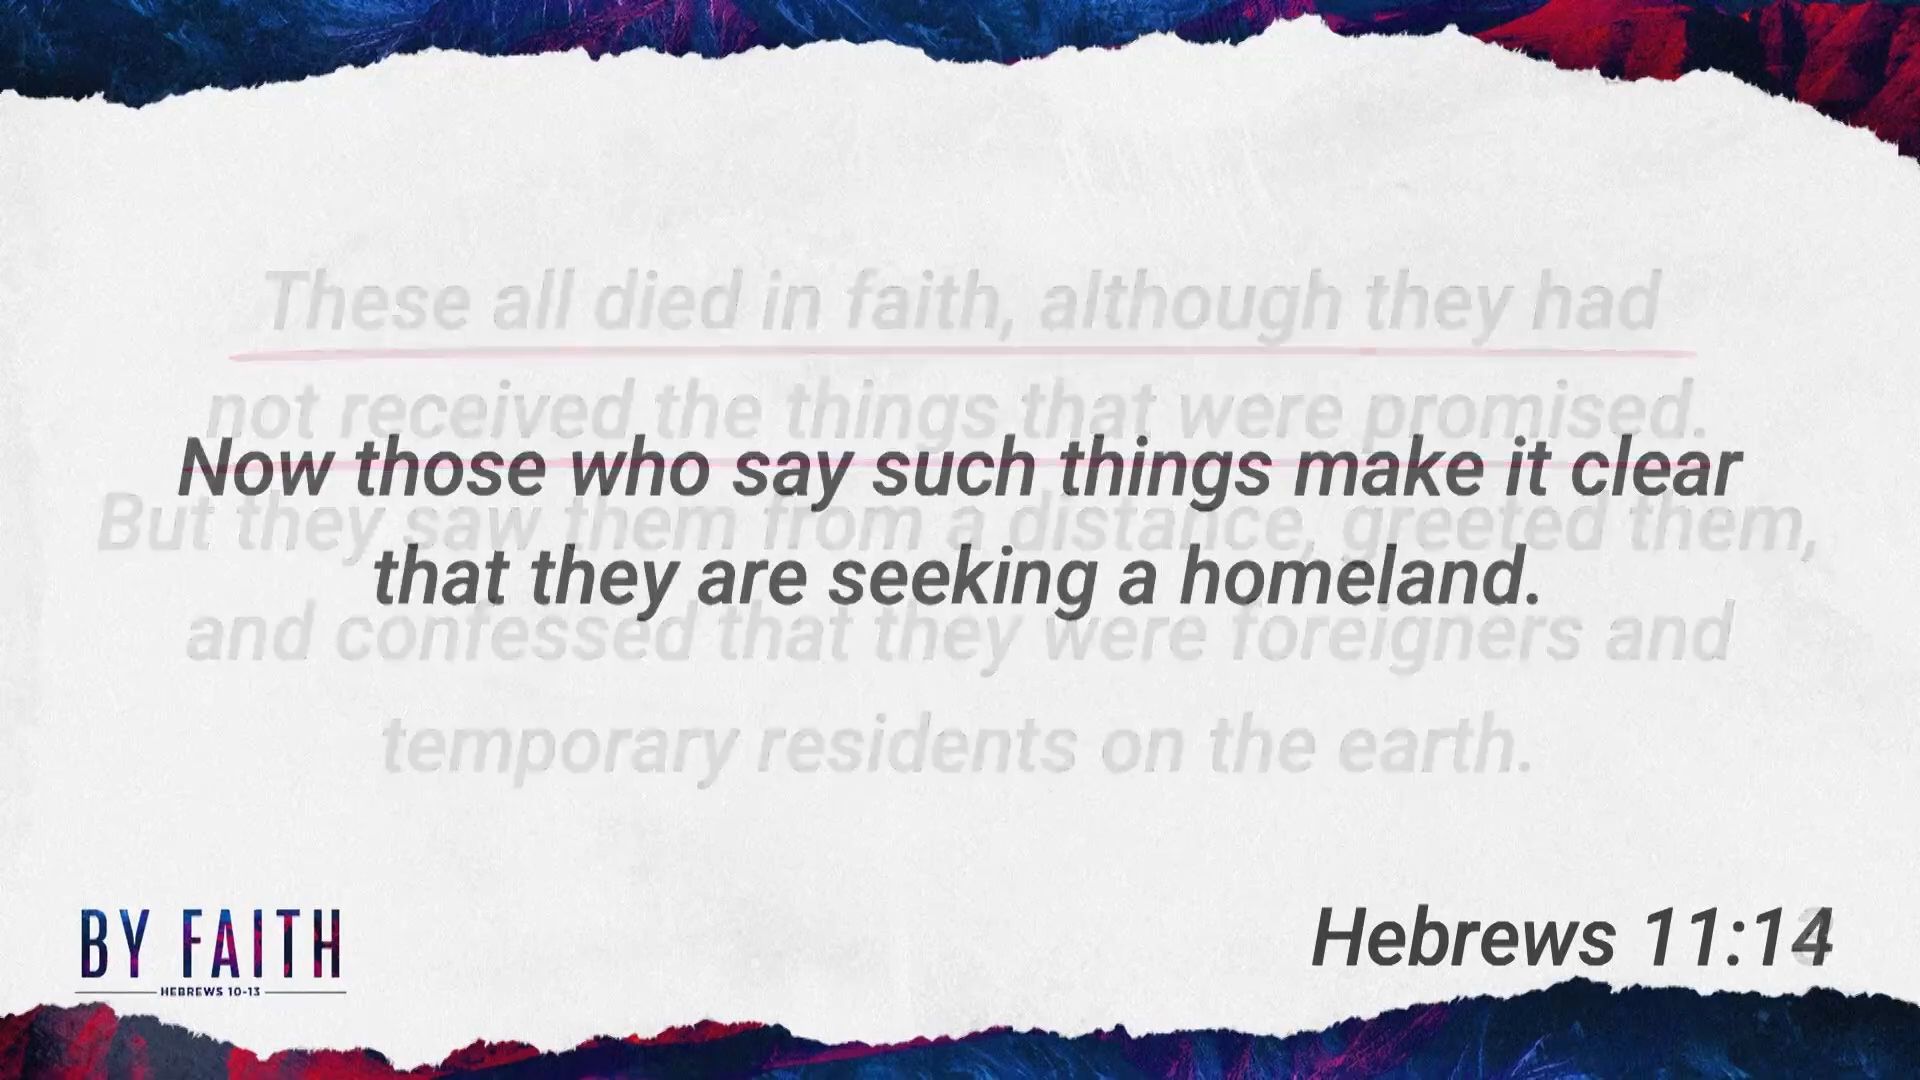 These all died in faith, although they had
not received the things that were promised.
Now those who say such things make it clear
But they saw them from a distance, greeted them,
that they are seeking a homeland.
and confessed that they were foreigners and
temporary residents on the earth.
BY FAITH
HEBREWS 10-13
Hebrews 11:14